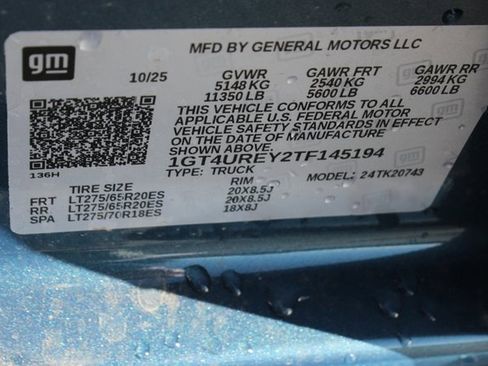 gm
MFD BY GENERAL MOTORS LLC
10/25 GVWR GAWR FRT GAWR RR
5148 KG 2540 KG 2994 KG
11350 LB 5600 LB 6600 LB
THIS VEHICLE CONFORMS TO ALL
APPLICABLE U.S. FEDERAL MOTOR
VEHICLE SAFETY STANDARDS IN EFFECT
ON THE DATE OF MANUFACTURE
SHOWN ABOVE.
1GT4UREY2TF145194
136H TYPE: TRUCK MODEL: 24TK20743
TIRE SIZE RIM
FRT LT275/65R20ES 20X8.5J
RR LT275/65R20ES 20X8.5J
SPA LT275/70R18ES 18X8J